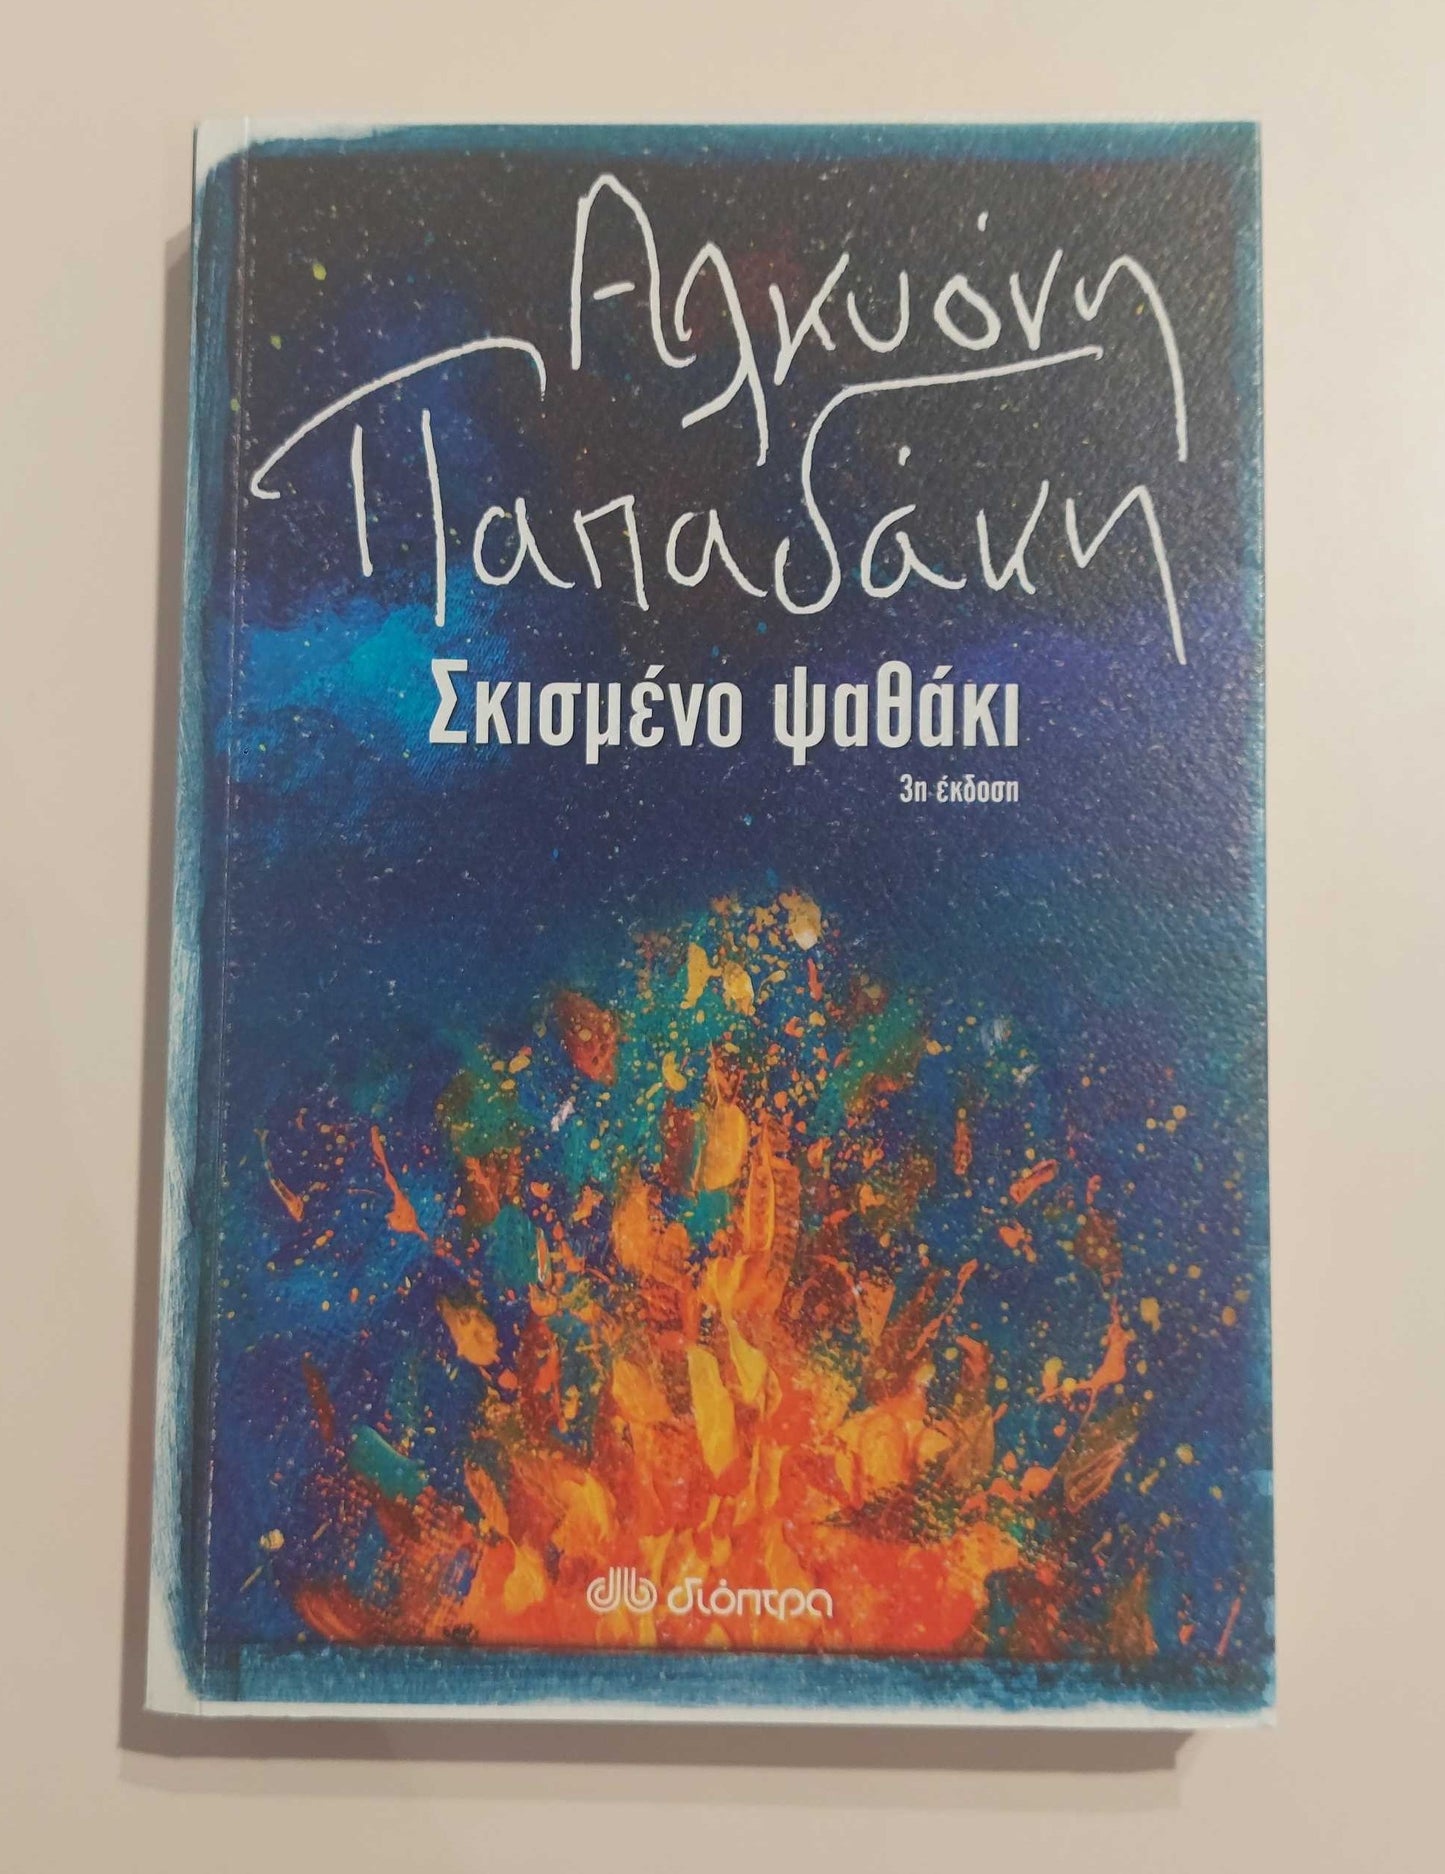 Αλκυόνη
Παπαδάκη
Σκισμένο ψαθάκι
3η έκδοση
διόπτρα